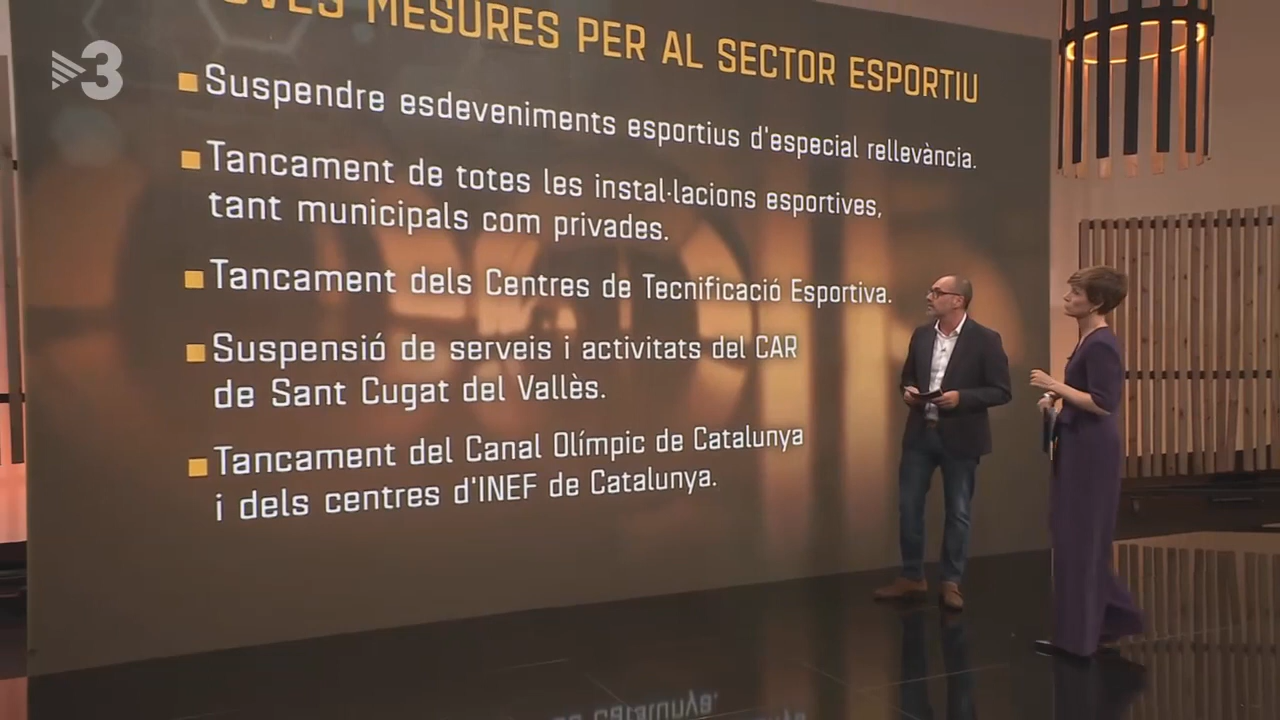 3
MESURES PER AL SECTOR ESPORTIU
Suspendre esdeveniments esportius d'especial rellevància.
Tancament de totes les instal·lacions esportives,
tant municipals com privades.
Tancament dels Centres de Tecnificació Esportiva.
Suspensió de serveis i activitats del CAR
de Sant Cugat del Vallès.
Tancament del Canal Olímpic de Catalunya
i dels centres d'INEF de Catalunya.